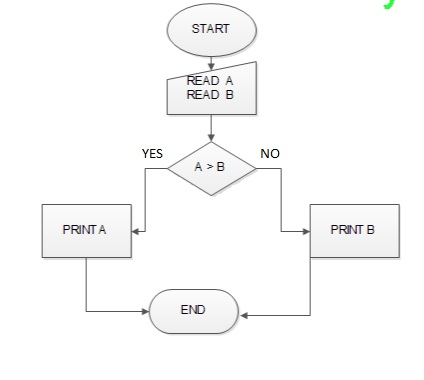 START
READ A
READ B
YES
NO
A > B
PRINT A
PRINT B
END